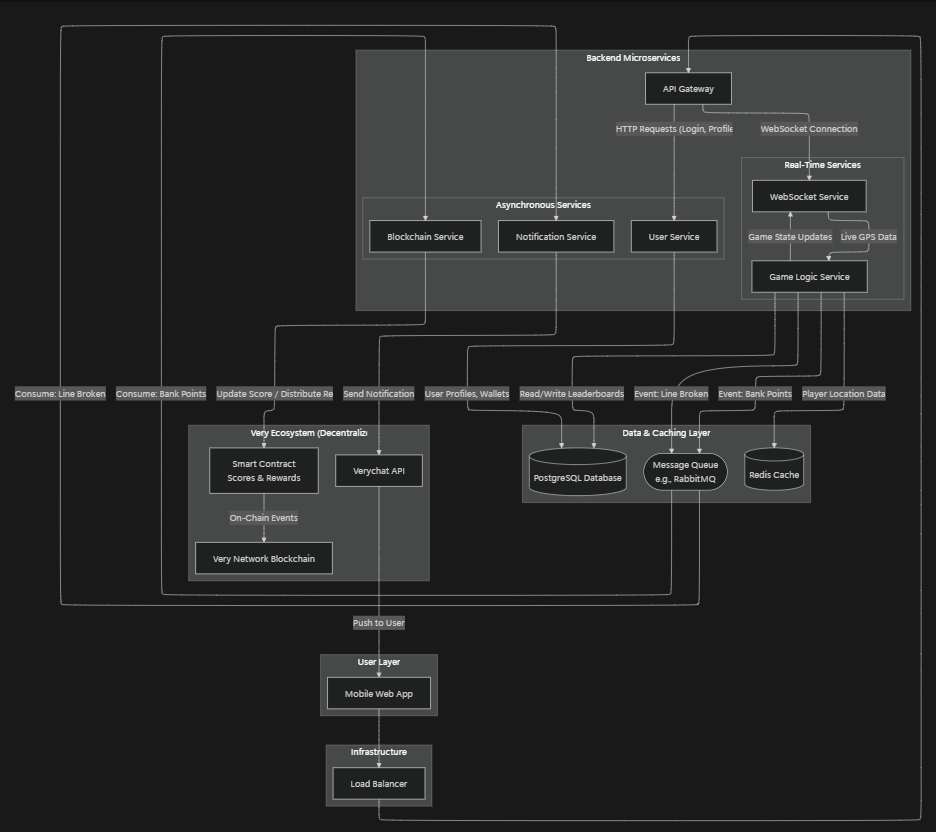 Backend Microservices
API Gateway
HTTP Requests (Login, Profile
WebSocket Connection
Real-Time Services
WebSocket Service
Asynchronous Services
Blockchain Service
Notification Service
User Service
Game State Updates
Live GPS Data
Game Logic Service
Consume: Line Broken
Consume: Bank Points
Update Score / Distribute Re
Send Notification
User Profiles, Wallets
Read/Write Leaderboards
Event: Line Broken
Event: Bank Points
Player Location Data
Very Ecosystem (Decentraliz
Data & Caching Layer
Smart Contract
Scores & Rewards
Verychat API
PostgreSQL Database
Message Queue
e.g., RabbitMQ
Redis Cache
On-Chain Events
Very Network Blockchain
Push to User
User Layer
Mobile Web App
Infrastructure
Load Balancer